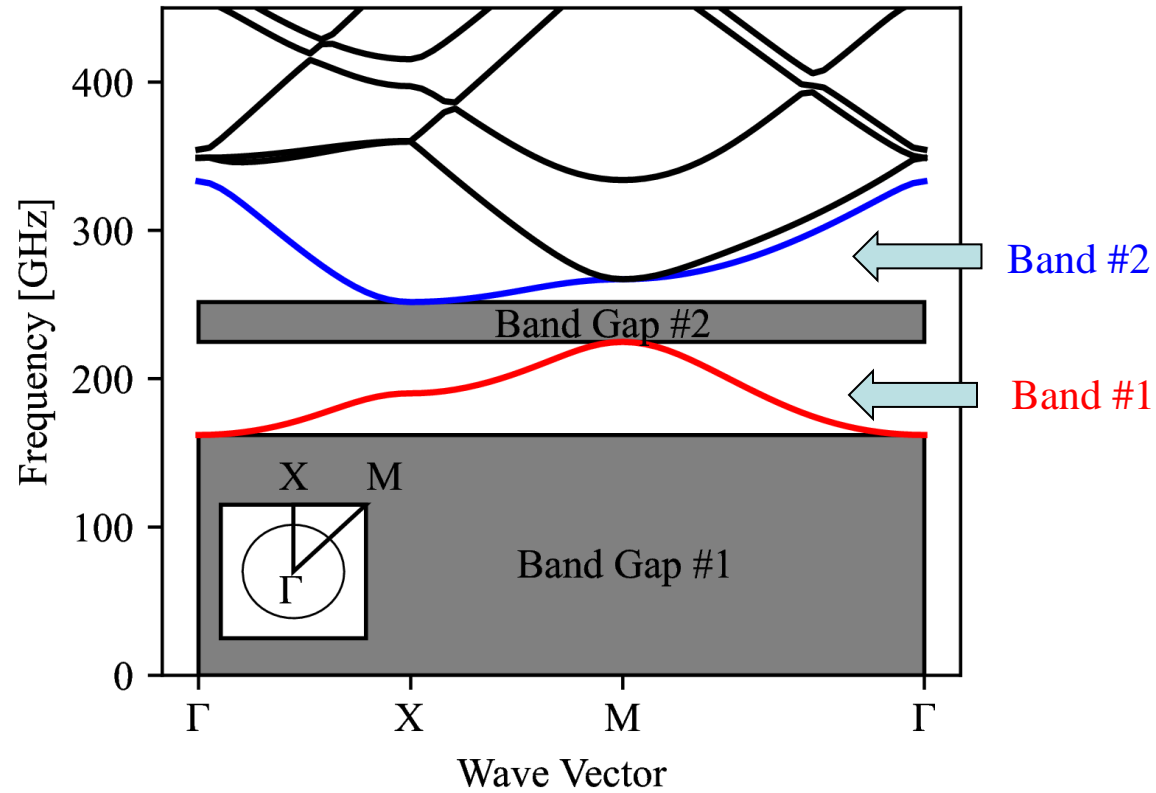 Frequency [GHz]
400
300
200
100
0
Band Gap #2
Band #2
Band #1
X M
Γ
Band Gap #1
Γ X M Γ
Wave Vector